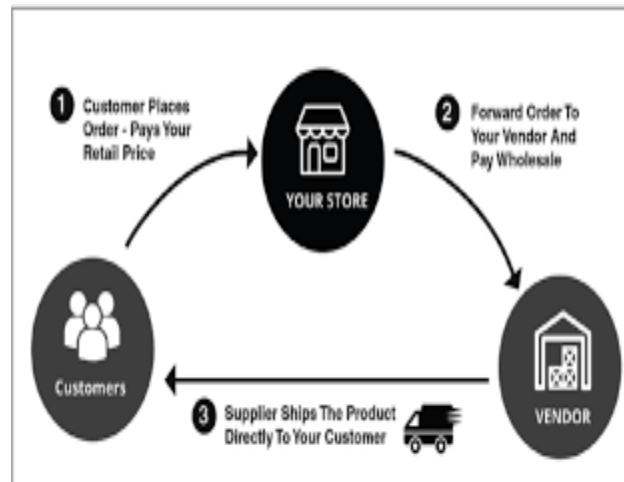 1 Customer Places
Order - Pays Your
Retail Price
YOUR STORE
2 Forward Order To
Your Vendor And
Pay Wholesale
Customers
3 Supplier Ships The Product
Directly To Your Customer
VENDOR